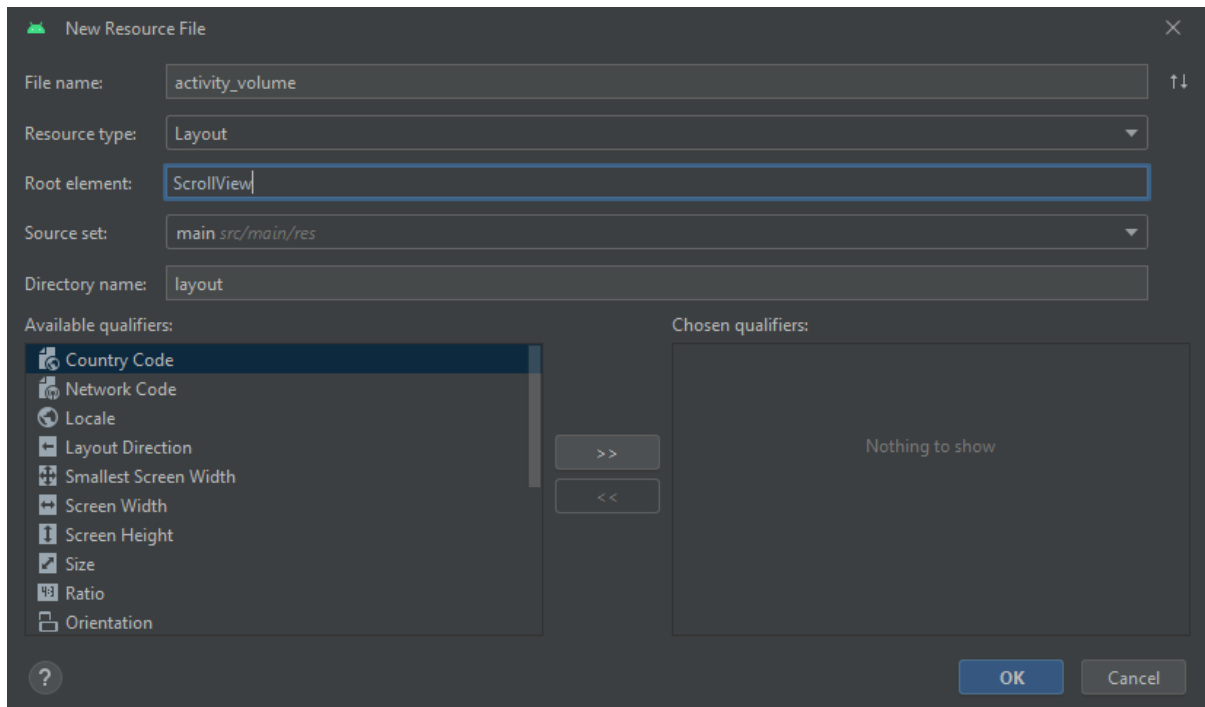 New Resource File
File name: activity_volume
Resource type: Layout
Root element: ScrollView
Source set: main src/main/res
Directory name: layout
Available qualifiers:
Chosen qualifiers:
Country Code
Network Code
Locale
Layout Direction
Smallest Screen Width
Screen Width
Screen Height
Size
4:3 Ratio
Orientation
>>
<<
Nothing to show
?
OK
Cancel